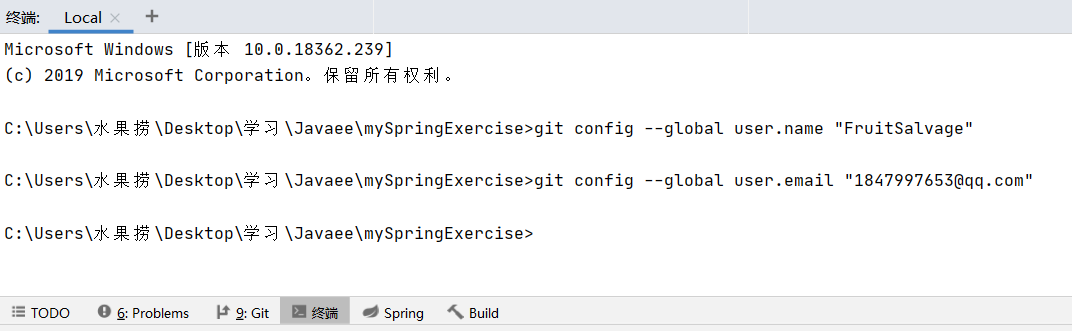 终端: Local × +
Microsoft Windows [版本 10.0.18362.239]
(c) 2019 Microsoft Corporation。保留所有权利。
C:\Users\水果捞\Desktop\学习\Javaee\mySpringExercise>git config --global user.name "FruitSalvage"
C:\Users\水果捞\Desktop\学习\Javaee\mySpringExercise>git config --global user.email "1847997653@qq.com"
C:\Users\水果捞\Desktop\学习\Javaee\mySpringExercise>
TODO 6: Problems 9: Git 终端 Spring Build